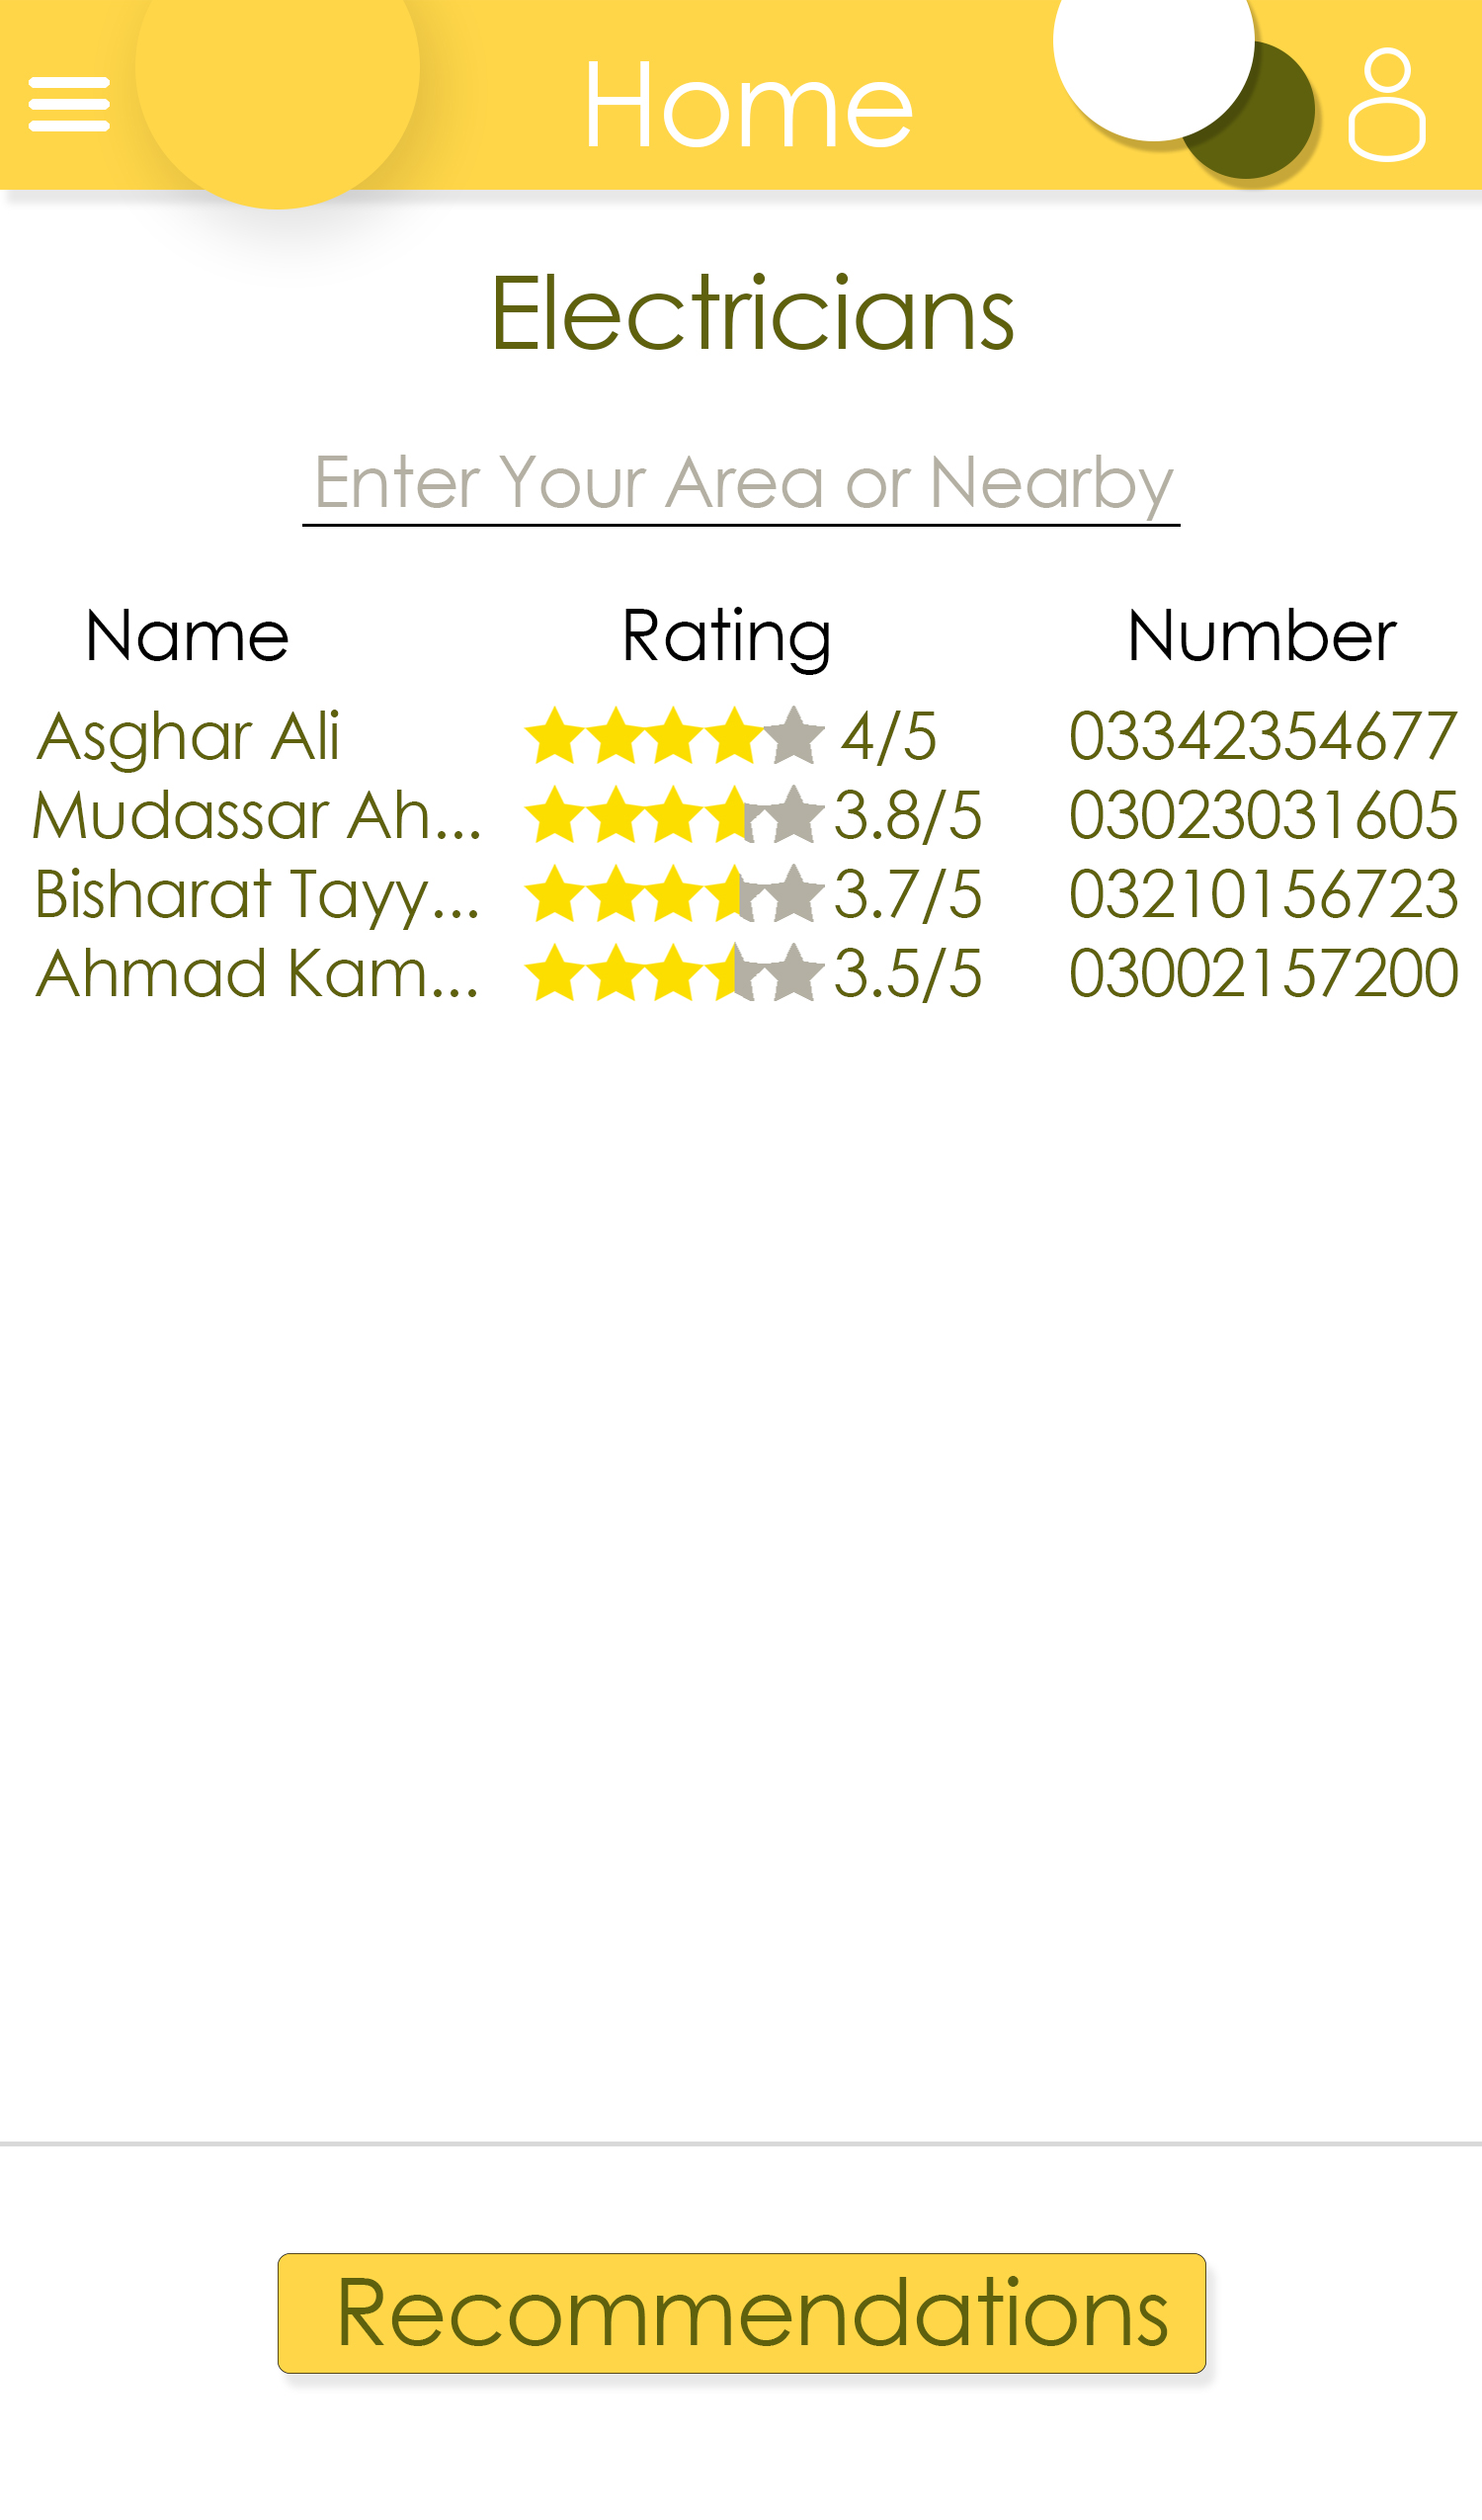 Home
Electricians
Enter Your Area or Nearby
Name Rating Number
Asghar Ali 4/5 03342354677
Mudassar Ah... 3.8/5 03023031605
Bisharat Tayy... 3.7/5 03210156723
Ahmad Kam... 3.5/5 03002157200
Recommendations